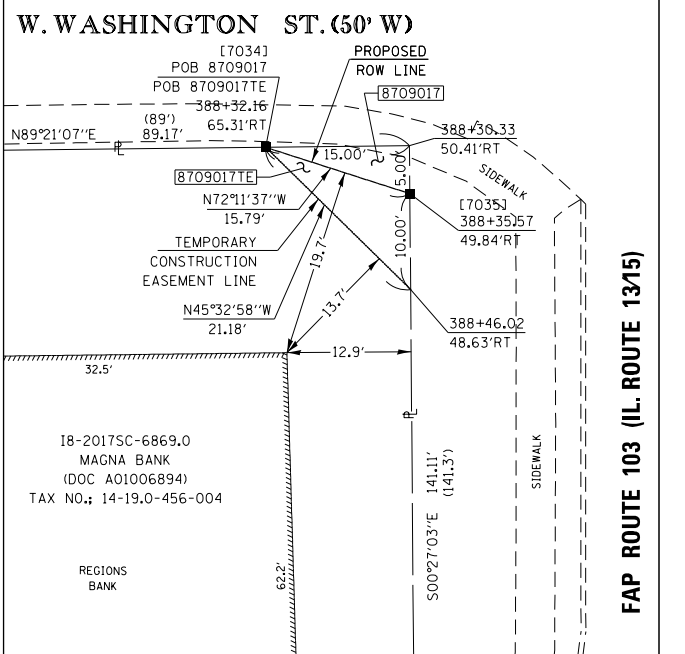 W. WASHINGTON ST. (50' W)
[7034]
POB 8709017
POB 8709017TE
388+32.16
65.31'RT
PROPOSED
ROW LINE
8709017
(89')
N89°21'07"E 89.17'
PL
388+30.33
50.41'RT
15.00'
5.00'
SIDEWALK
8709017TE
N72°11'37"W
15.79'
[7035]
388+35.57
49.84'RT
10.00'
TEMPORARY
CONSTRUCTION
EASEMENT LINE
19.7'
N45°32'58"W
21.18'
13.7'
388+46.02
48.63'RT
12.9'
32.5'
PL
I8-2017SC-6869.0
MAGNA BANK
(DOC A01006894)
TAX NO.; 14-19.0-456-004
REGIONS
BANK
62.2'
S00°27'03"E 141.11'
(141.3')
SIDEWALK
FAP ROUTE 103 (IL. ROUTE 13/15)